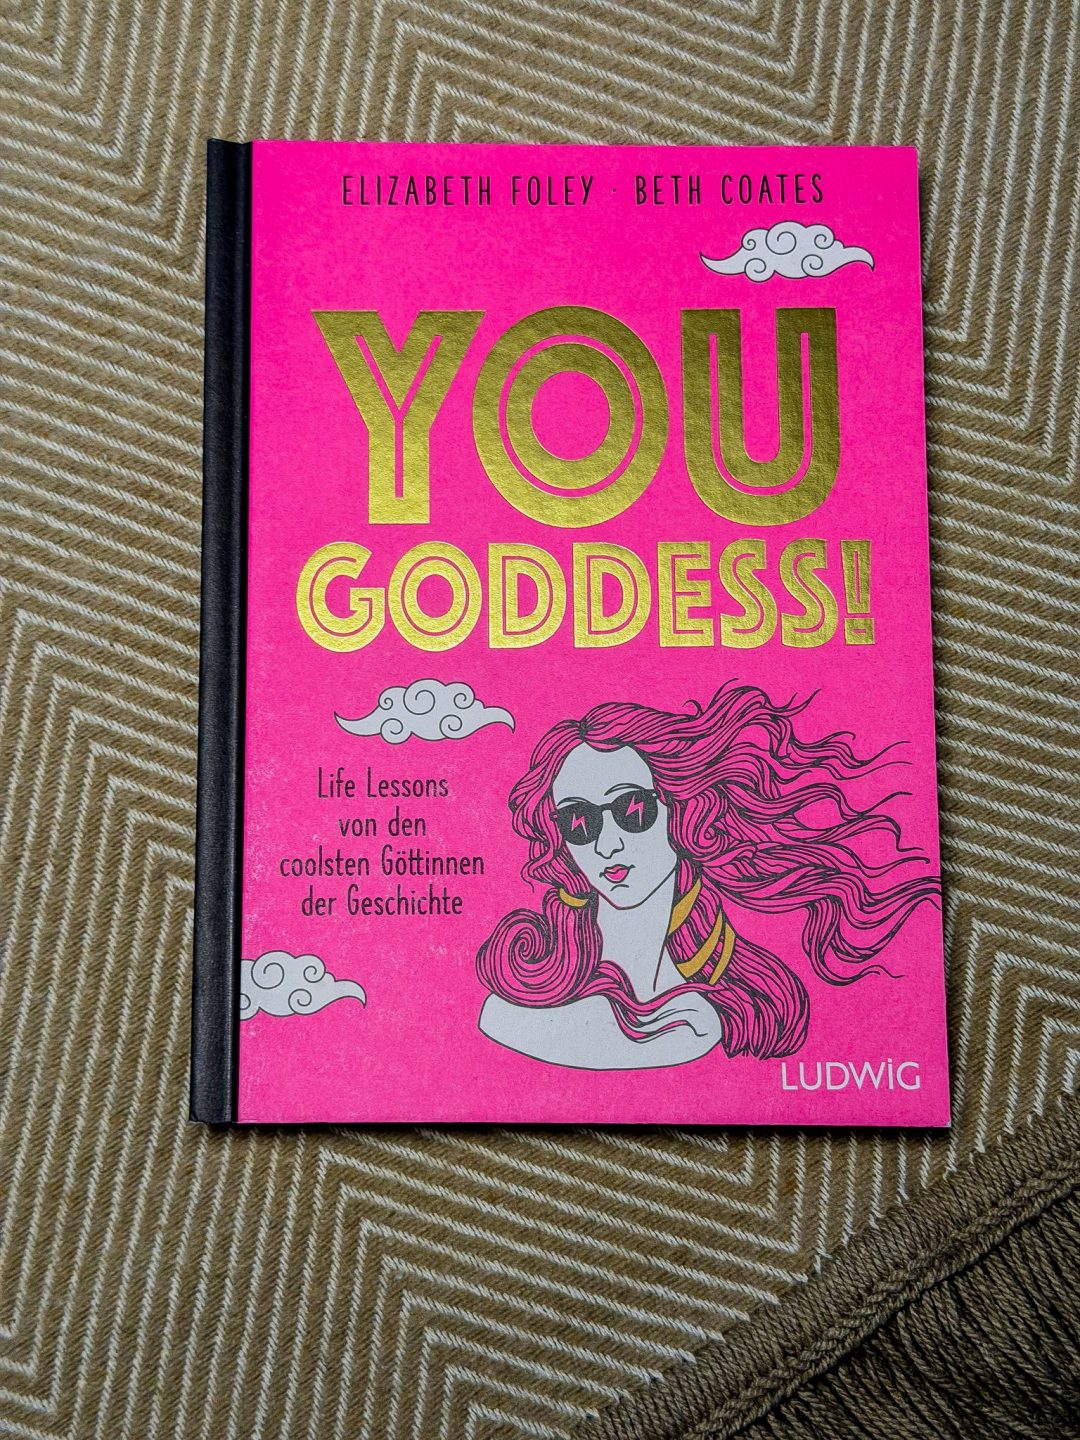 ELIZABETH FOLEY · BETH COATES
YOU
GODDESS!
Life Lessons
von den
coolsten Göttinnen
der Geschichte
LUDWiG